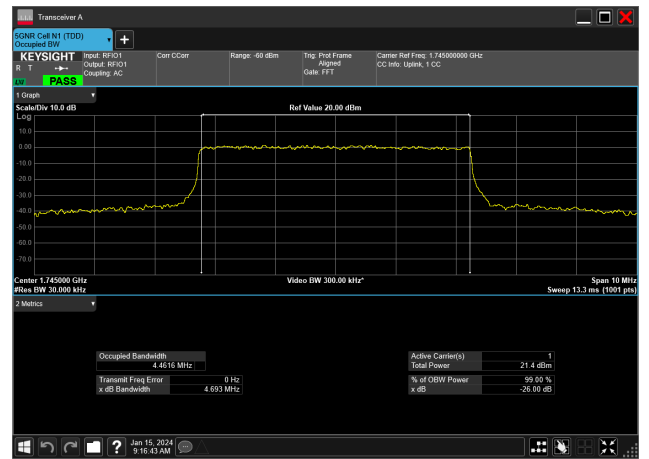 Transceiver A
5GNR Cell N1 (TDD)
Occupied BW
KEYSIGHT
R T
LW
PASS
Input: RFIO1
Output: RFIO1
Coupling: AC
Corr CCorr
Range: -60 dBm
Trig: Prot Frame
Aligned
Gate: FFT
Carrier Ref Freq: 1.745000000 GHz
CC Info: Uplink, 1 CC
1 Graph
Scale/Div 10.0 dB
Ref Value 20.00 dBm
Log
10.0
0.00
-10.0
-20.0
-30.0
-40.0
-50.0
-60.0
-70.0
Center 1.745000 GHz
Video BW 300.00 kHz*
Span 10 MHz
#Res BW 30.000 kHz
Sweep 13.3 ms (1001 pts)
2 Metrics
Occupied Bandwidth
4.4616 MHz
Active Carrier(s) 1
Total Power 21.4 dBm
Transmit Freq Error 0 Hz
x dB Bandwidth 4.693 MHz
% of OBW Power 99.00 %
x dB -26.00 dB
Jan 15, 2024
9:16:43 AM